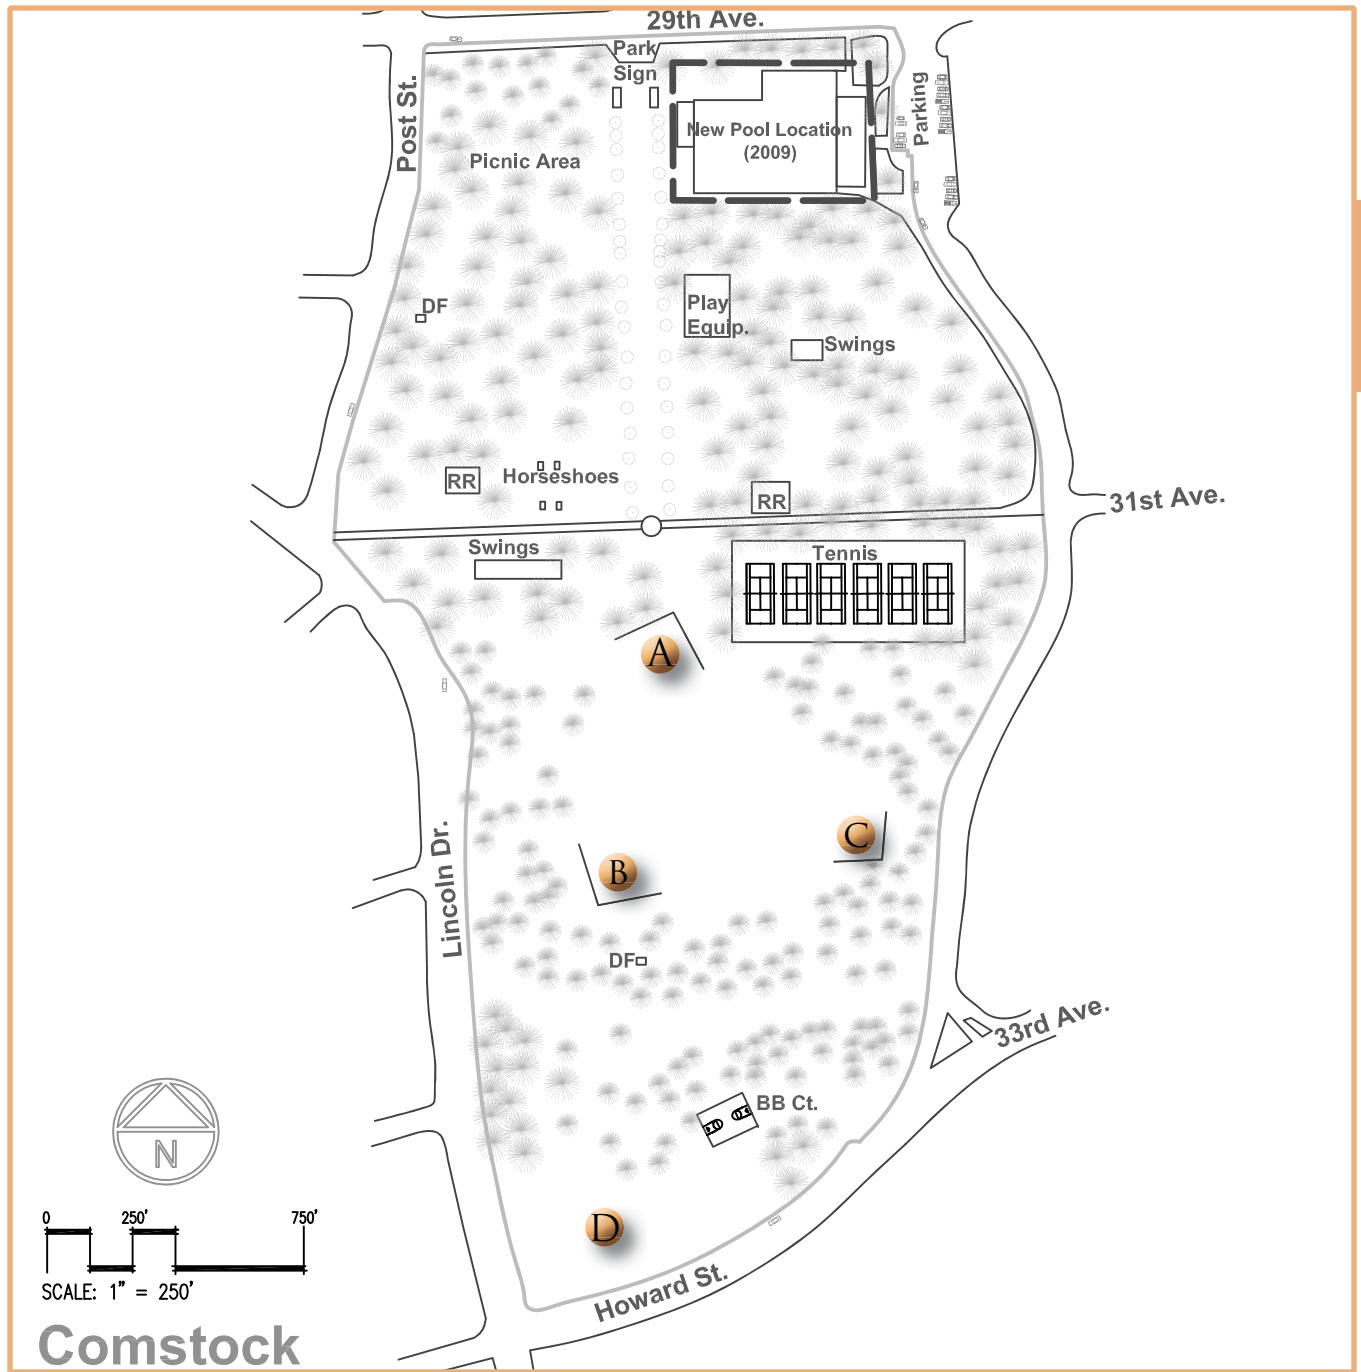 29th Ave.
Park
Sign
Post St.
Parking
New Pool Location
(2009)
Picnic Area
DF
Play
Equip.
Swings
RR
Horseshoes
RR
31st Ave.
Swings
Tennis
A
C
B
Lincoln Dr.
DF
33rd Ave.
BB Ct.
N
D
0 250' 750'
SCALE: 1" = 250'
Howard St.
Comstock